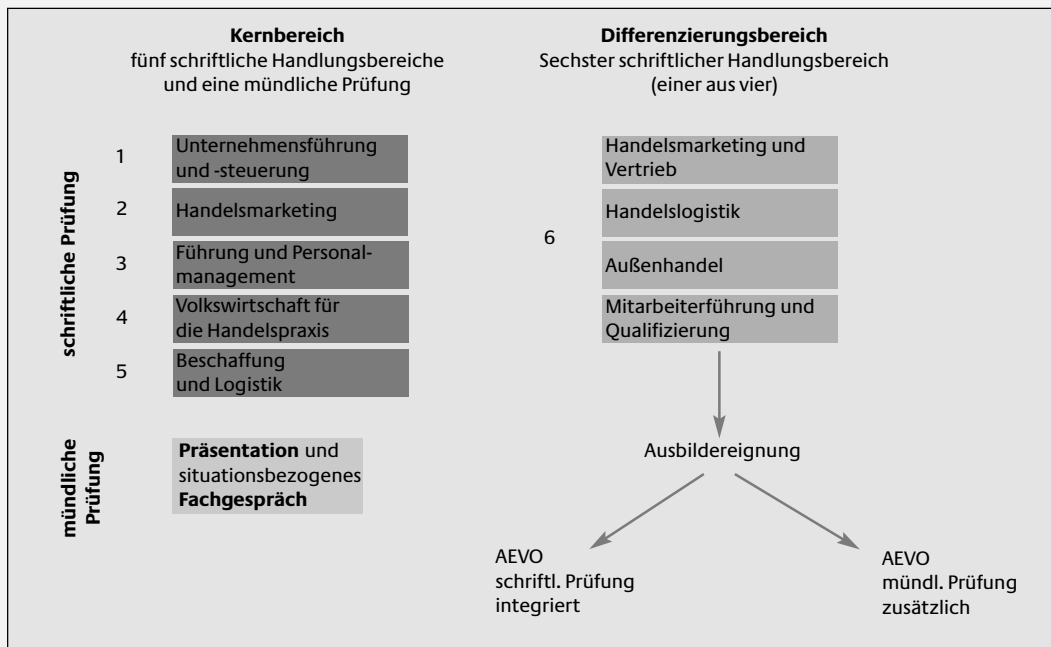 Kernbereich
fünf schriftliche Handlungsbereiche
und eine mündliche Prüfung
schriftliche Prüfung
1
Unternehmensführung
und -steuerung
2
Handelsmarketing
3
Führung und Personal-
management
4
Volkswirtschaft für
die Handelspraxis
5
Beschaffung
und Logistik
mündliche
Prüfung
Präsentation und
situationsbezogenes
Fachgespräch
Differenzierungsbereich
Sechster schriftlicher Handlungsbereich
(einer aus vier)
6
Handelsmarketing und
Vertrieb
Handelslogistik
Außenhandel
Mitarbeiterführung und
Qualifizierung
Ausbildereignung
AEVO
schriftl. Prüfung
integriert
AEVO
mündl. Prüfung
zusätzlich